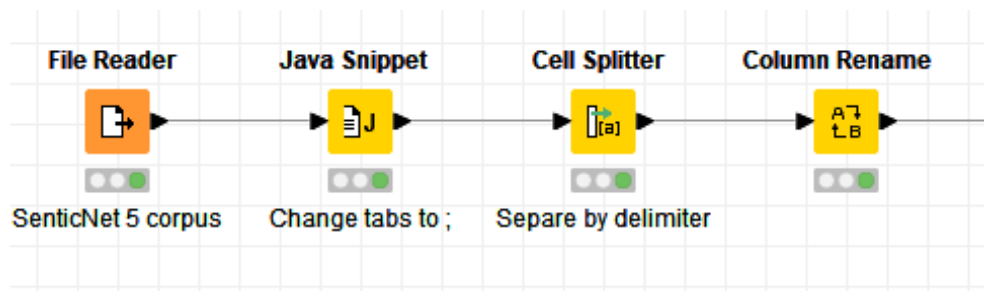 File Reader
Java Snippet
Cell Splitter
Column Rename
J
[a]
A
B
SenticNet 5 corpus
Change tabs to ;
Separe by delimiter